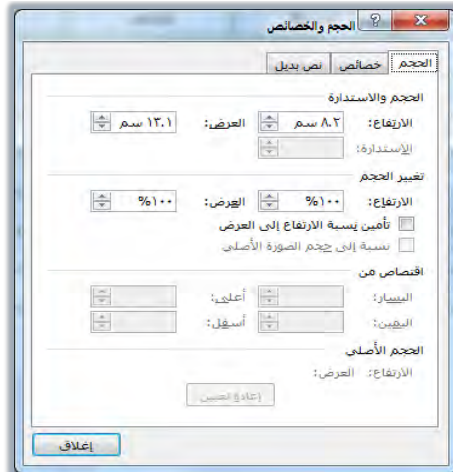 الحجم والخصائص
الحجم خصائص نص بديل
الحجم والاستدارة
الارتفاع: ٨.٢ سم العرض: ١٣.١ سم
الاستدارة:
تغيير الحجم
الارتفاع: ١٠٠% العرض: ١٠٠%
تأمين نسبة الارتفاع إلى العرض
نسبة إلى حجم الصورة الأصلي
اقتصاص من
اليسار: أعلى:
اليمين: أسفل:
الحجم الأصلي
الارتفاع: العرض:
إعادة تعيين
إغلاق